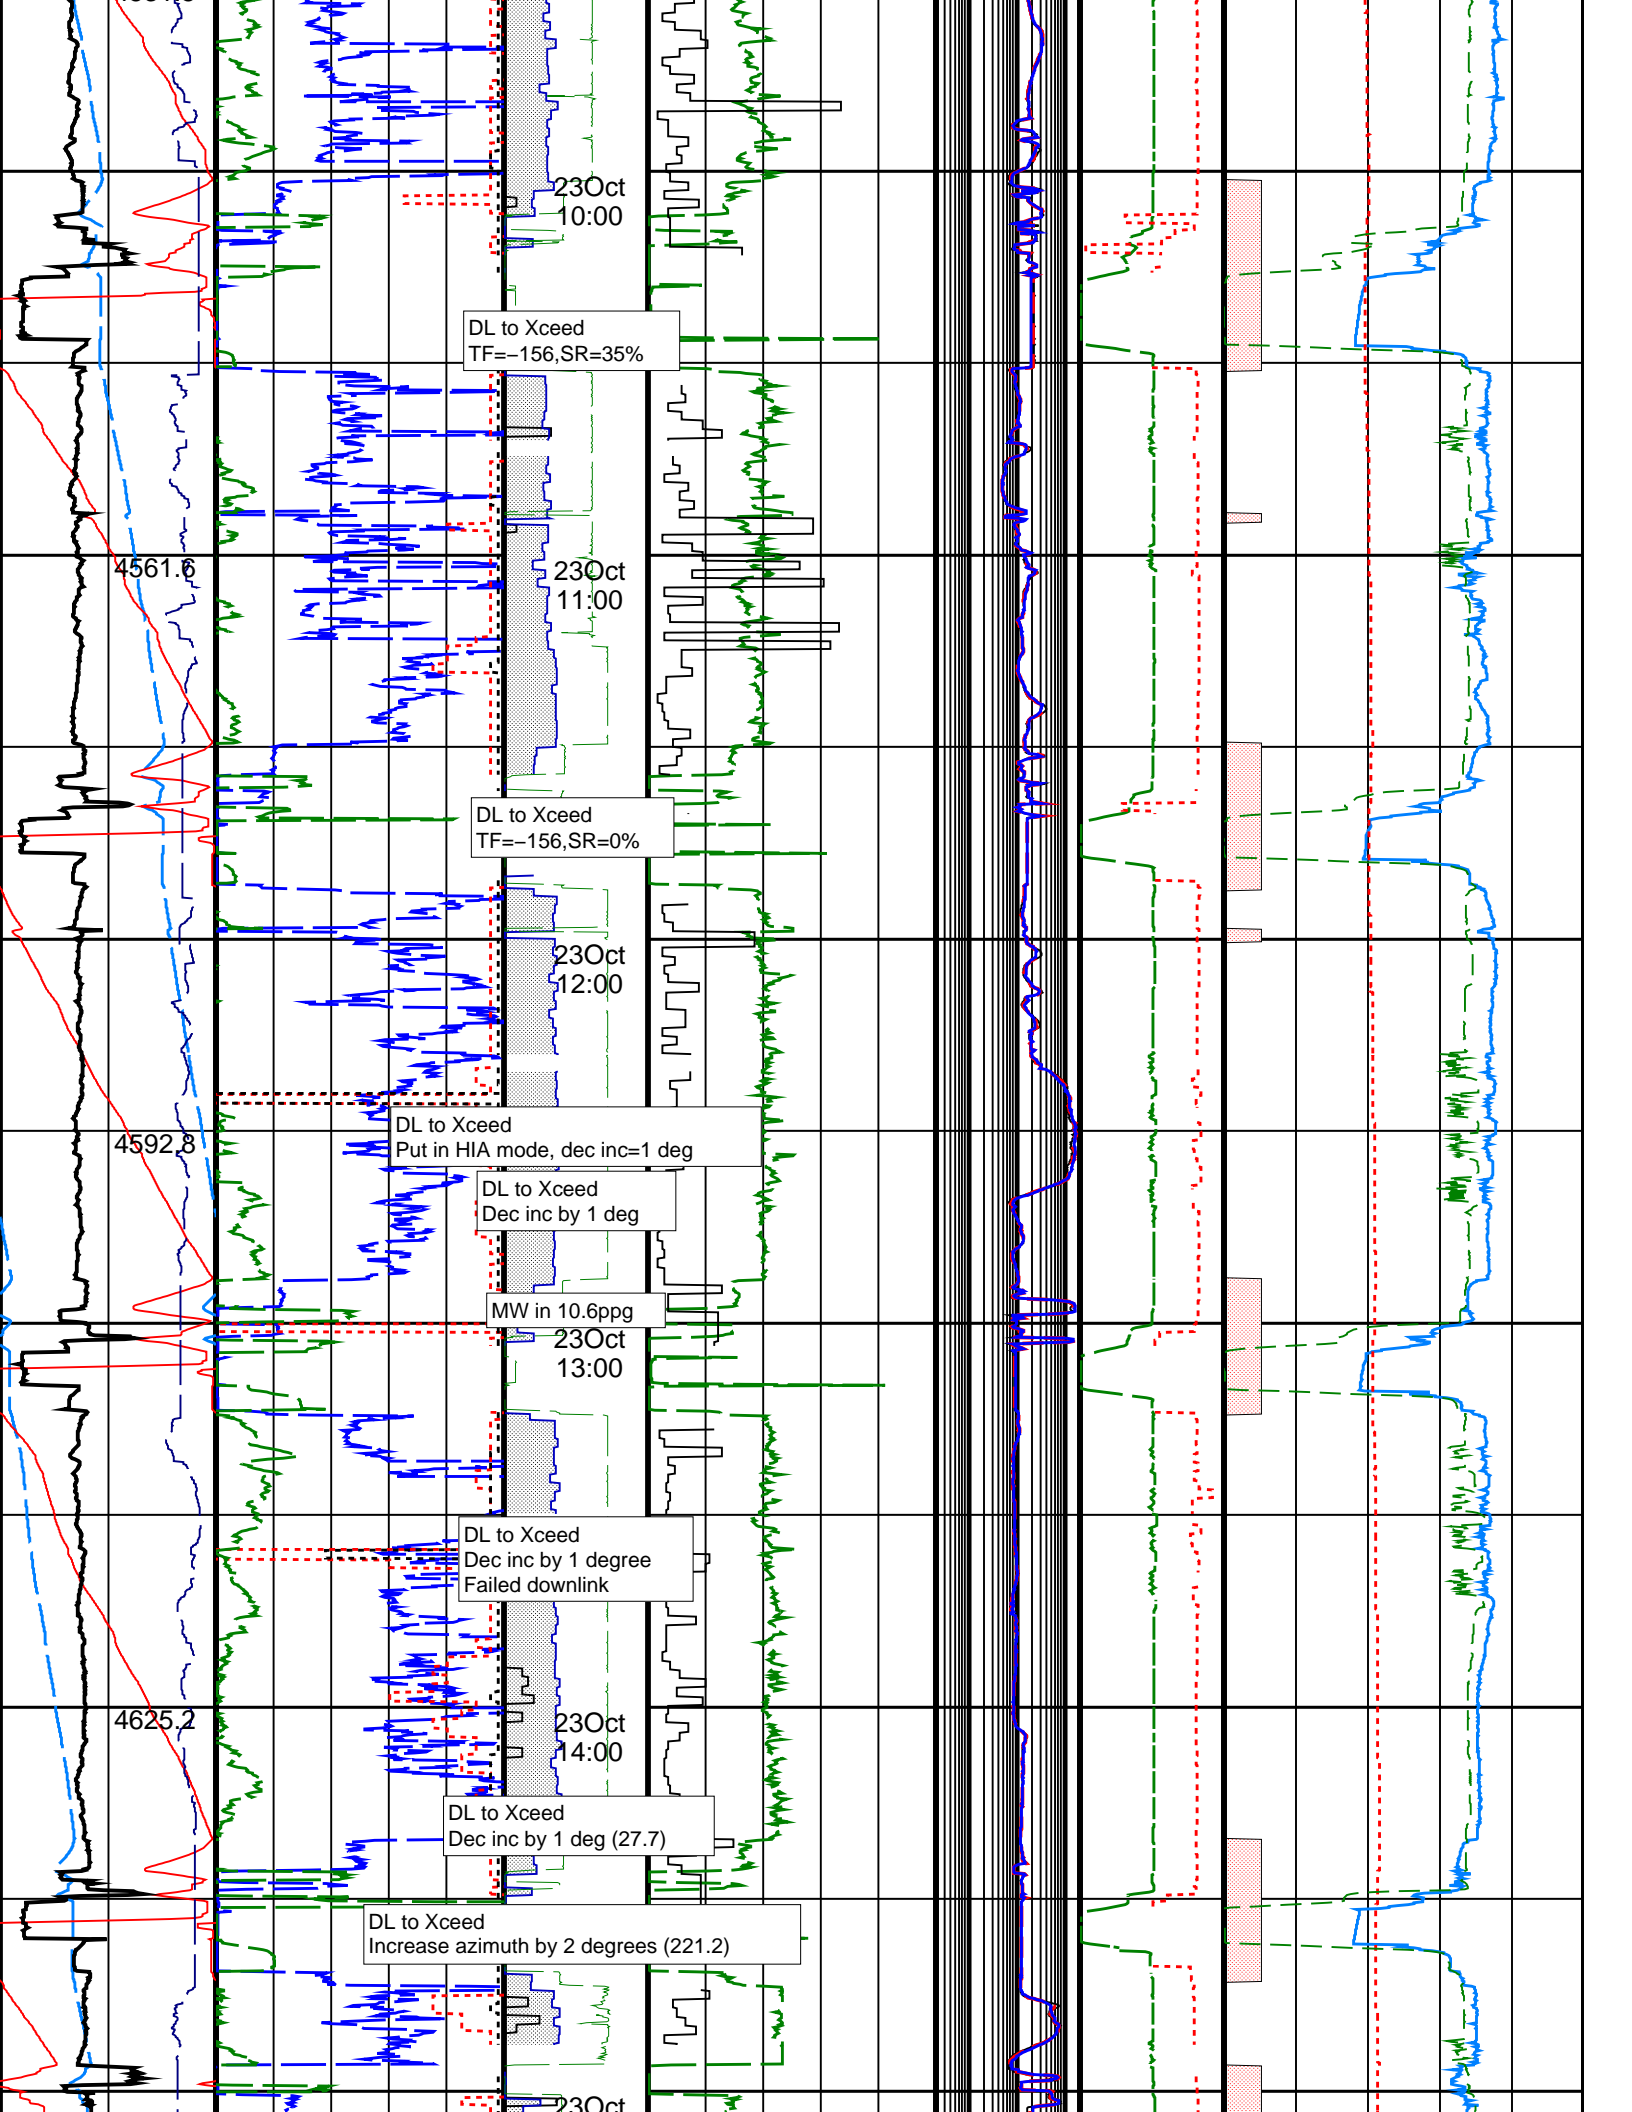 23Oct
10:00
DL to Xceed
TF=−156,SR=35%
4561.6
23Oct
11:00
DL to Xceed
TF=−156,SR=0%
23Oct
12:00
DL to Xceed
Put in HIA mode, dec inc=1 deg
4592.8
DL to Xceed
Dec inc by 1 deg
MW in 10.6ppg
23Oct
13:00
DL to Xceed
Dec inc by 1 degree
Failed downlink
4625.2
23Oct
14:00
DL to Xceed
Dec inc by 1 deg (27.7)
DL to Xceed
Increase azimuth by 2 degrees (221.2)
23Oct